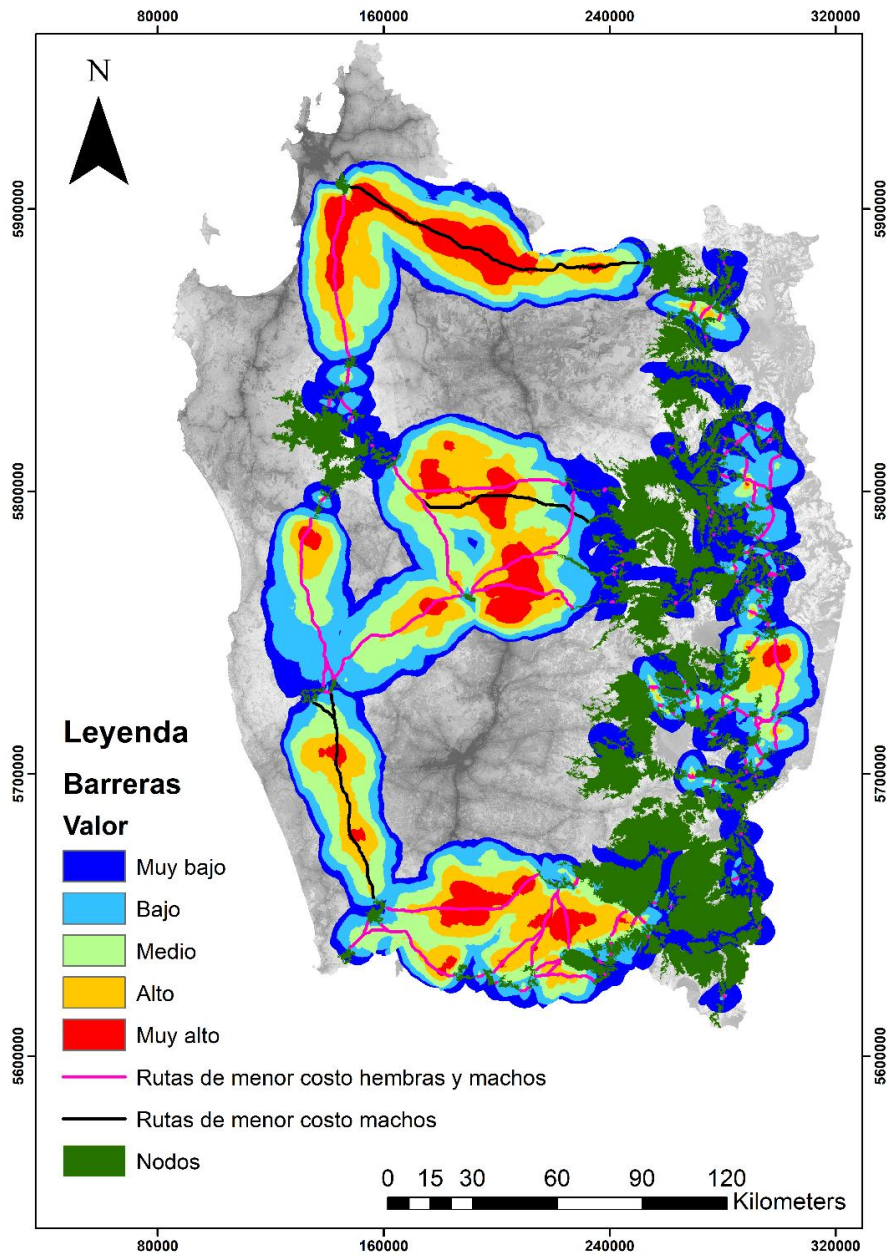 80000 160000 240000 320000
N
5900000 5900000
5800000 5800000
5700000 5700000
5600000 5600000
Leyenda
Barreras
Valor
Muy bajo
Bajo
Medio
Alto
Muy alto
Rutas de menor costo hembras y machos
Rutas de menor costo machos
Nodos
0 15 30 60 90 120
Kilometers
80000 160000 240000 320000